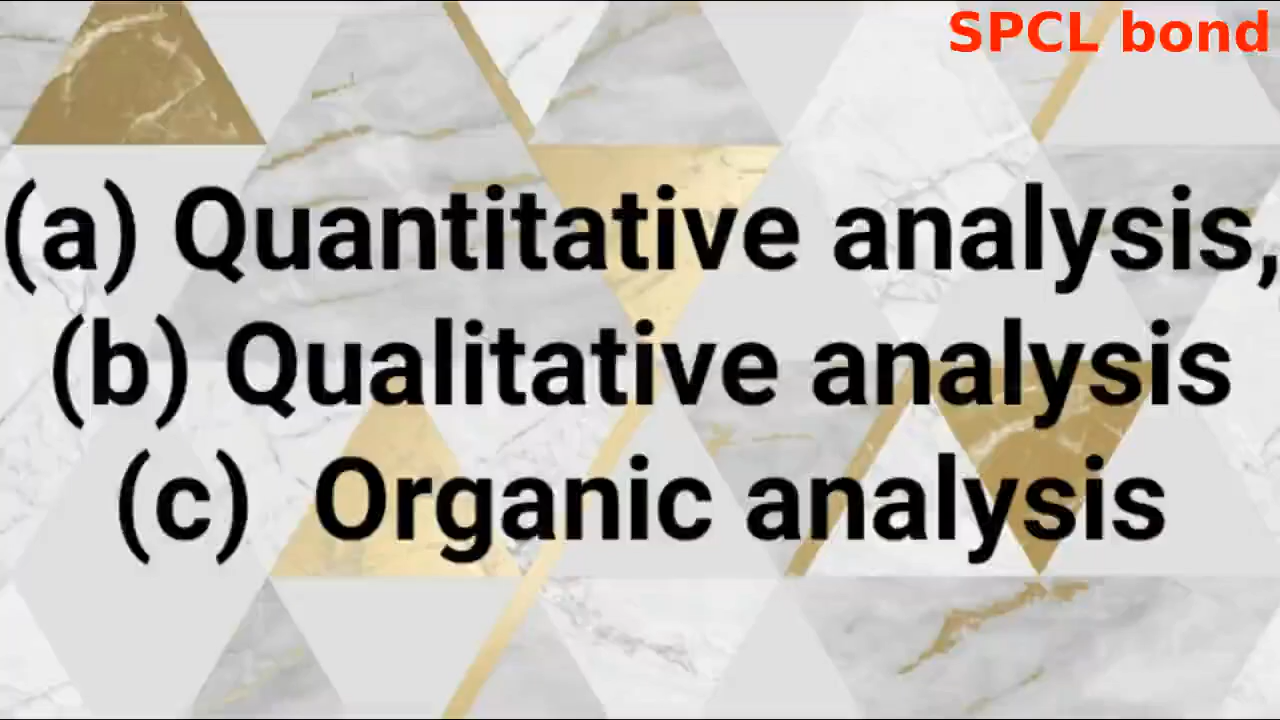 SPCL bond
(a) Quantitative analysis,
(b) Qualitative analysis
(c) Organic analysis